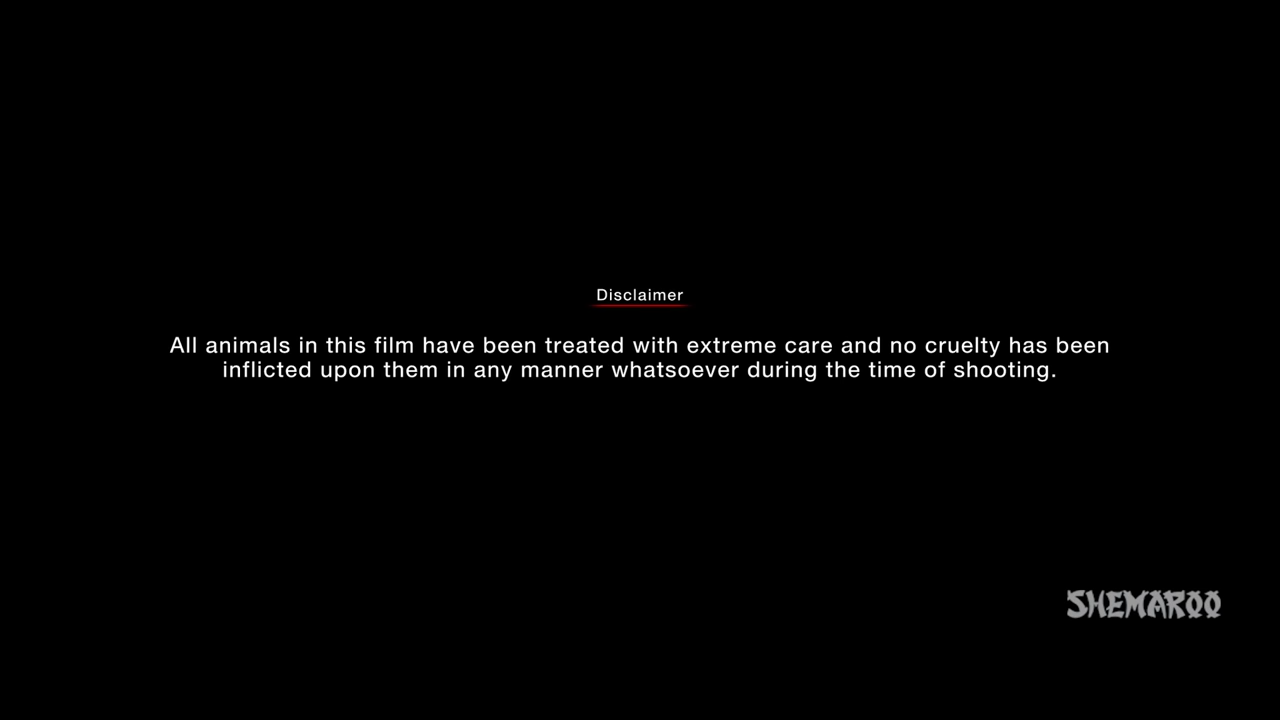 Disclaimer
All animals in this film have been treated with extreme care and no cruelty has been
inflicted upon them in any manner whatsoever during the time of shooting.
SHEMAROO